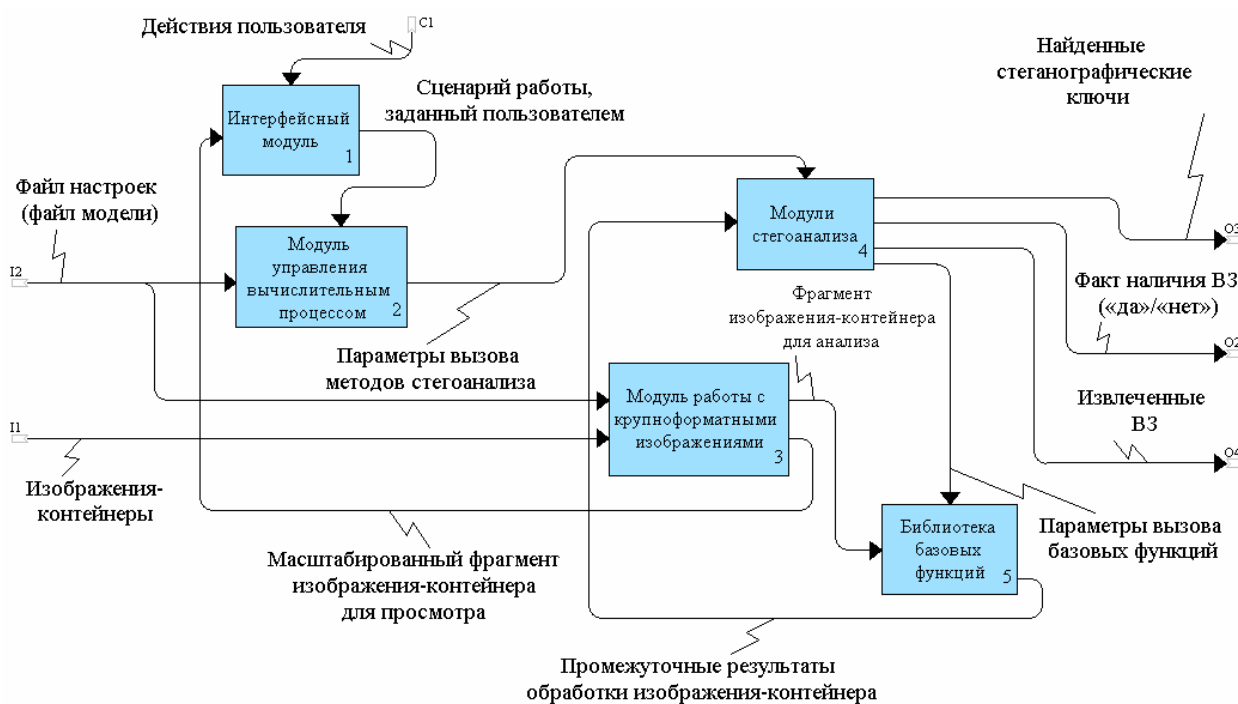 Действия пользователя
C1
Найденные
стеганографические
ключи
Сценарий работы,
заданный пользователем
Интерфейсный
модуль
1
Файл настроек
(файл модели)
I2
Модуль
управления
вычислительным
процессом
2
Модули
стегоанализа
4
O3
Факт наличия ВЗ
(«да»/«нет»)
O2
Фрагмент
изображения-контейнера
для анализа
Параметры вызова
методов стегоанализа
Модуль работы с
крупноформатными
изображениями
3
I1
Извлеченные
ВЗ
O4
Изображения-
контейнеры
Библиотека
базовых
функций
5
Параметры вызова
базовых функций
Масштабированный фрагмент
изображения-контейнера
для просмотра
Промежуточные результаты
обработки изображения-контейнера